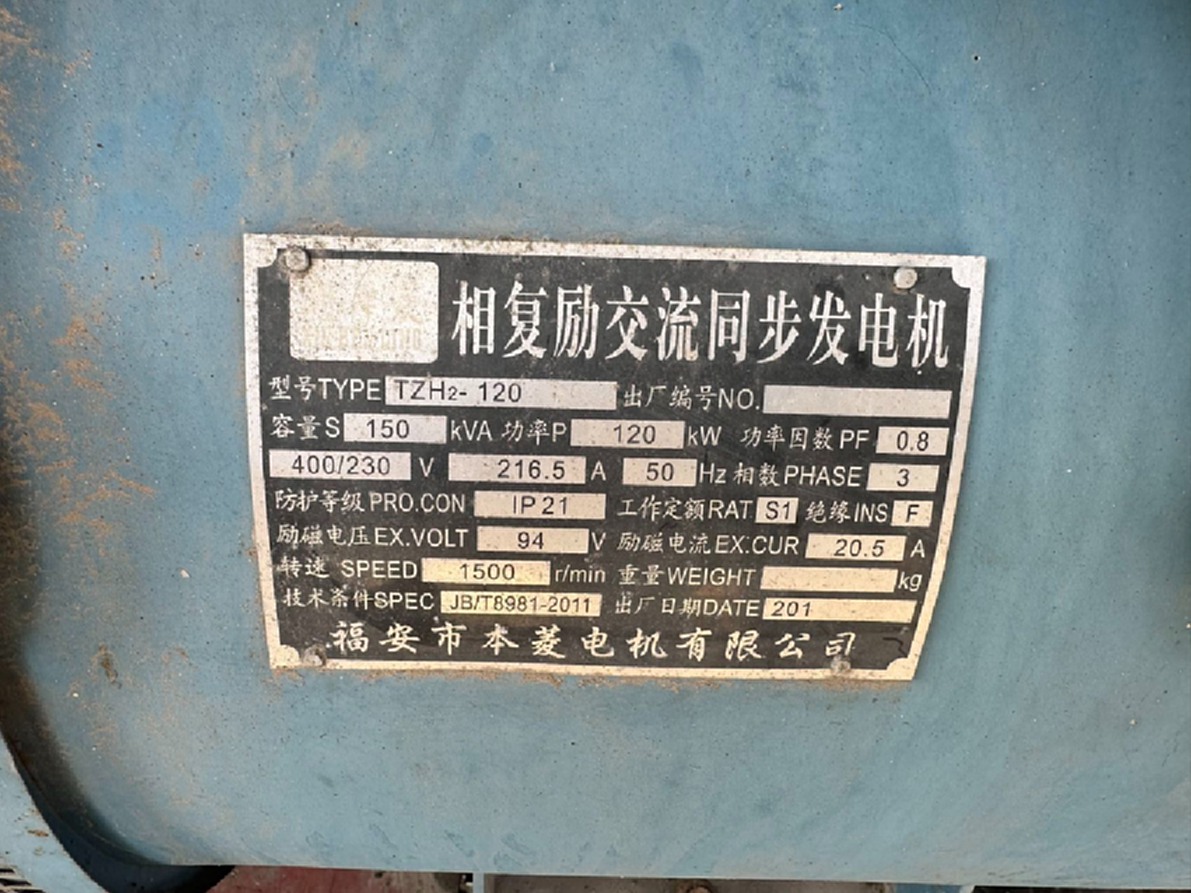 相复励交流同步发电机
型号TYPE TZH2-120 出厂编号NO.
容量S 150 kVA 功率P 120 kW 功率因数PF 0.8
400/230 V 216.5 A 50 Hz 相数PHASE 3
防护等级PRO.CON IP21 工作定额RAT S1 绝缘INS F
励磁电压EX.VOLT 94 V 励磁电流EX.CUR 20.5 A
转速 SPEED 1500 r/min 重量WEIGHT kg
技术条件SPEC JB/T8981-2011 出厂日期DATE 201
福安市本菱电机有限公司